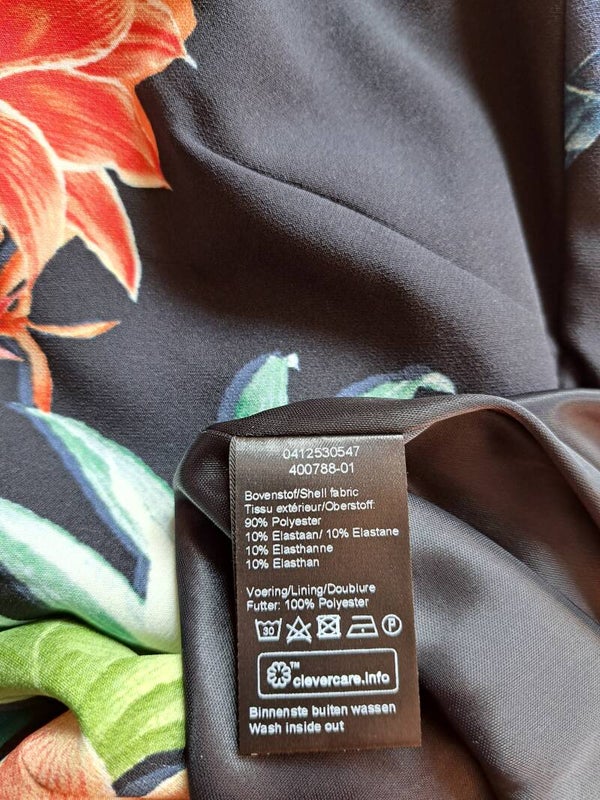 0412530547
400788-01
Bovenstof/Shell fabric
Tissu extérieur/Oberstoff:
90% Polyester
10% Elastaan/ 10% Elastane
10% Elasthanne
10% Elasthan
Voering/Lining/Doublure
Futter: 100% Polyester
30 P
™
clevercare.info
Binnenste buiten wassen
Wash inside out